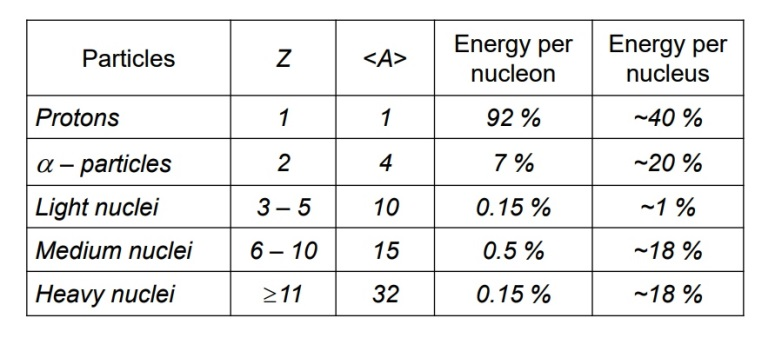 Particles Z <A> Energy per nucleon Energy per nucleus
Protons 1 1 92 % ~40 %
α – particles 2 4 7 % ~20 %
Light nuclei 3 – 5 10 0.15 % ~1 %
Medium nuclei 6 – 10 15 0.5 % ~18 %
Heavy nuclei ≥11 32 0.15 % ~18 %